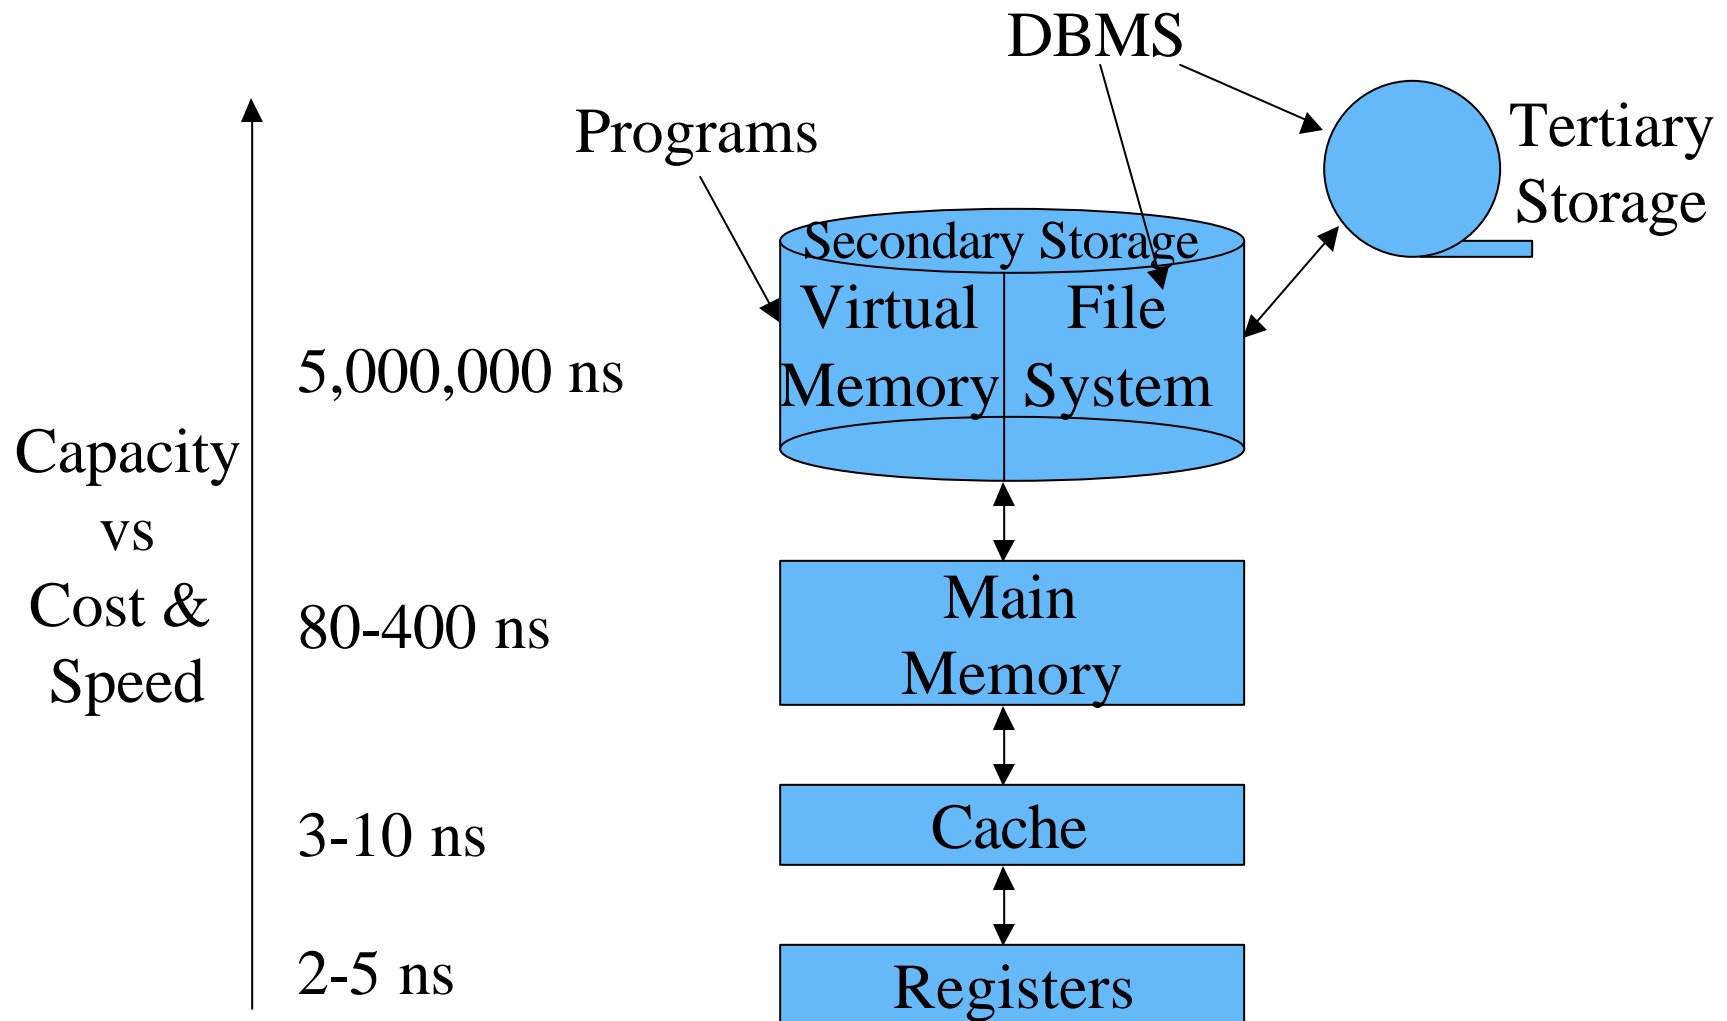 DBMS
Programs
Tertiary
Storage
Secondary Storage
Virtual
Memory
File
System
5,000,000 ns
Capacity
vs
Cost &
Speed
80-400 ns
Main
Memory
3-10 ns
Cache
2-5 ns
Registers